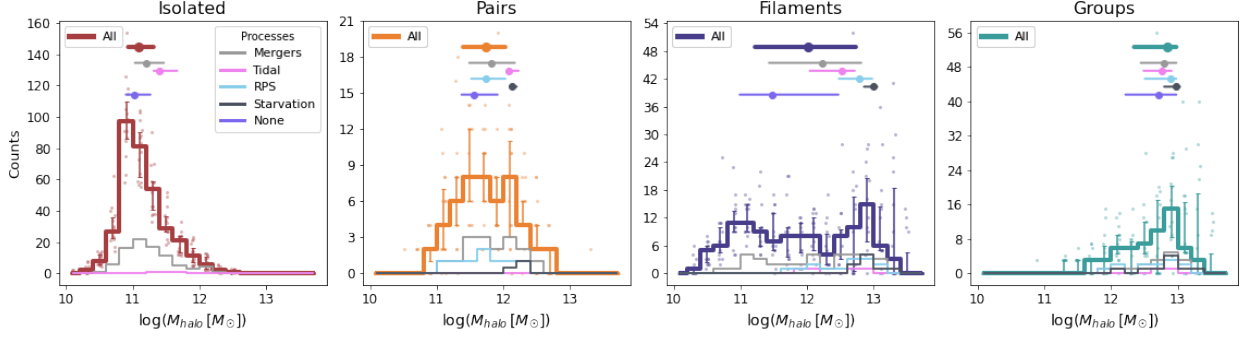 Isolated
Pairs
Filaments
Groups
All
Processes
Mergers
Tidal
RPS
Starvation
None
All
All
All
Counts
160
140
120
100
80
60
40
20
0
21
18
15
12
9
6
3
0
54
48
42
36
30
24
18
12
6
0
56
48
40
32
24
16
8
0
10 11 12 13
10 11 12 13
10 11 12 13
10 11 12 13
log(M_halo [M_⊙])
log(M_halo [M_⊙])
log(M_halo [M_⊙])
log(M_halo [M_⊙])